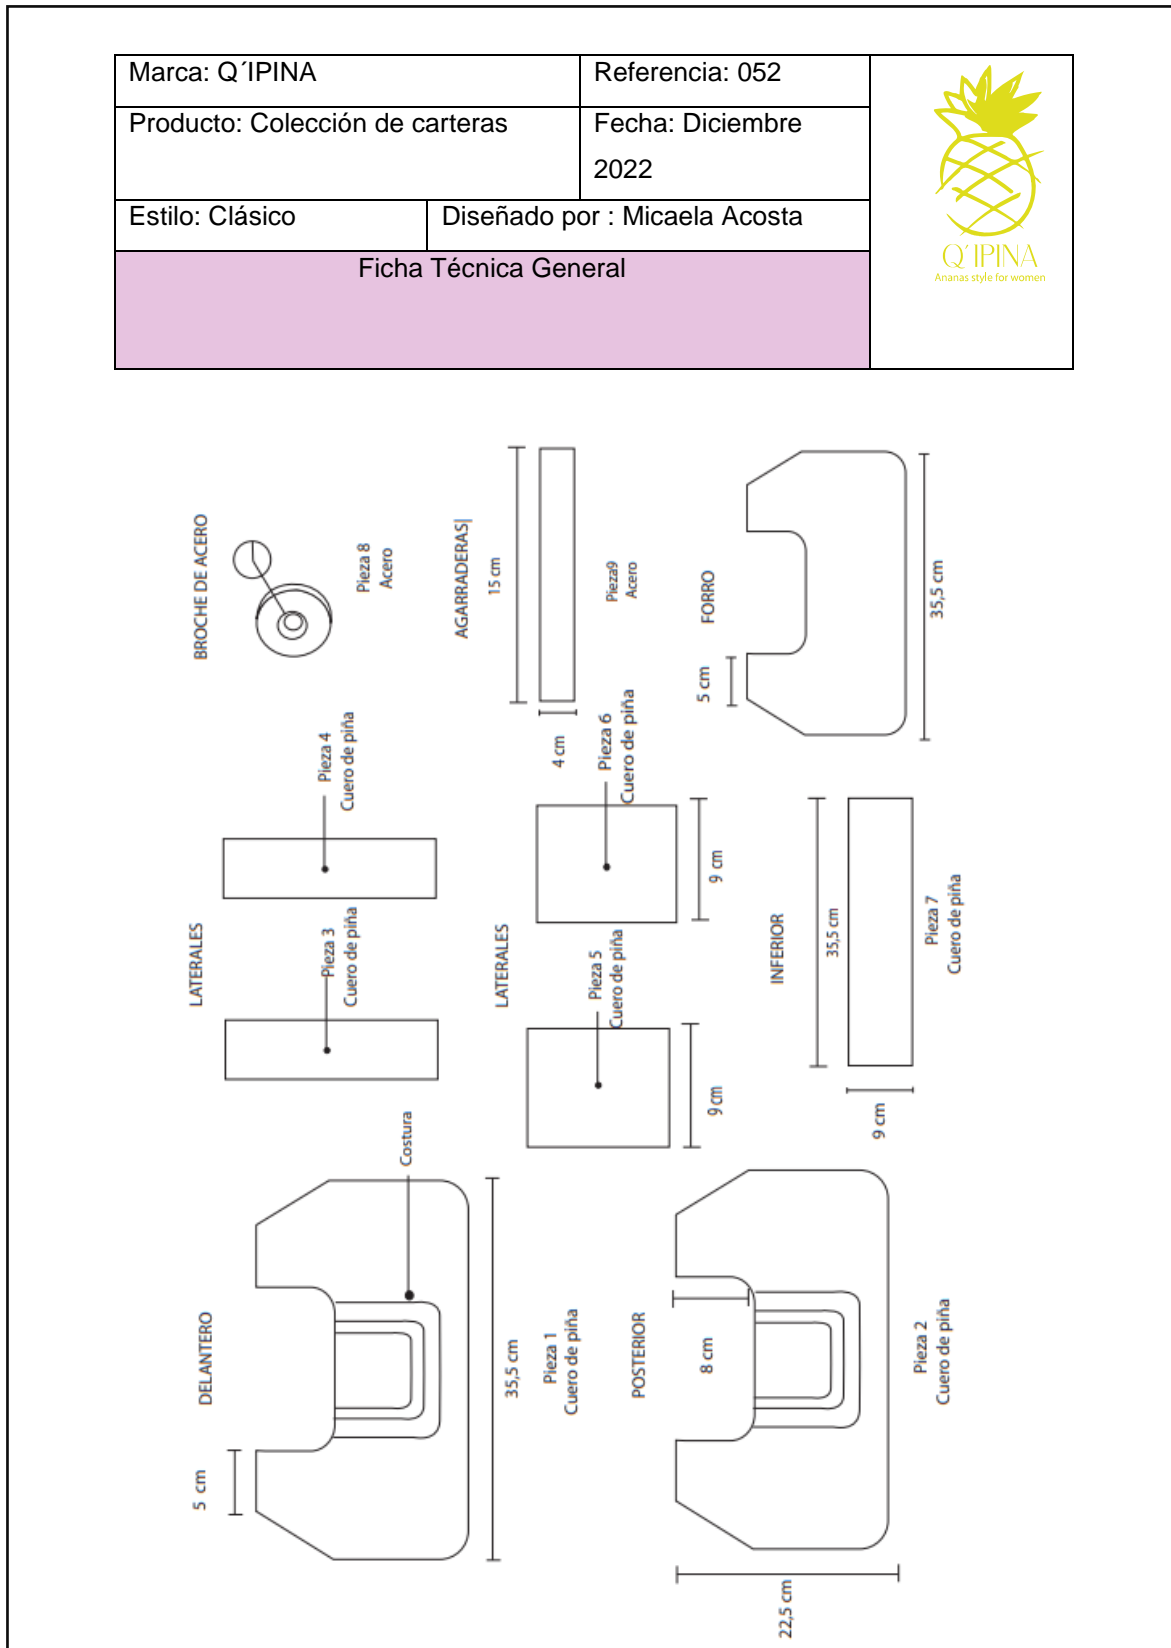 Marca: Q´IPINA
Referencia: 052
Producto: Colección de carteras
Fecha: Diciembre
2022
Estilo: Clásico
Diseñado por : Micaela Acosta
Ficha Técnica General
Q´IPINA
Ananas style for women
DELANTERO
5 cm
Costura
35,5 cm
Pieza 1
Cuero de piña
LATERALES
Pieza 3
Cuero de piña
Pieza 4
Cuero de piña
BROCHE DE ACERO
Pieza 8
Acero
POSTERIOR
8 cm
22,5 cm
Pieza 2
Cuero de piña
LATERALES
Pieza 5
Cuero de piña
9 cm
Pieza 6
Cuero de piña
9 cm
AGARRADERAS|
15 cm
4 cm
Pieza9
Acero
INFERIOR
35,5 cm
9 cm
Pieza 7
Cuero de piña
FORRO
5 cm
35,5 cm